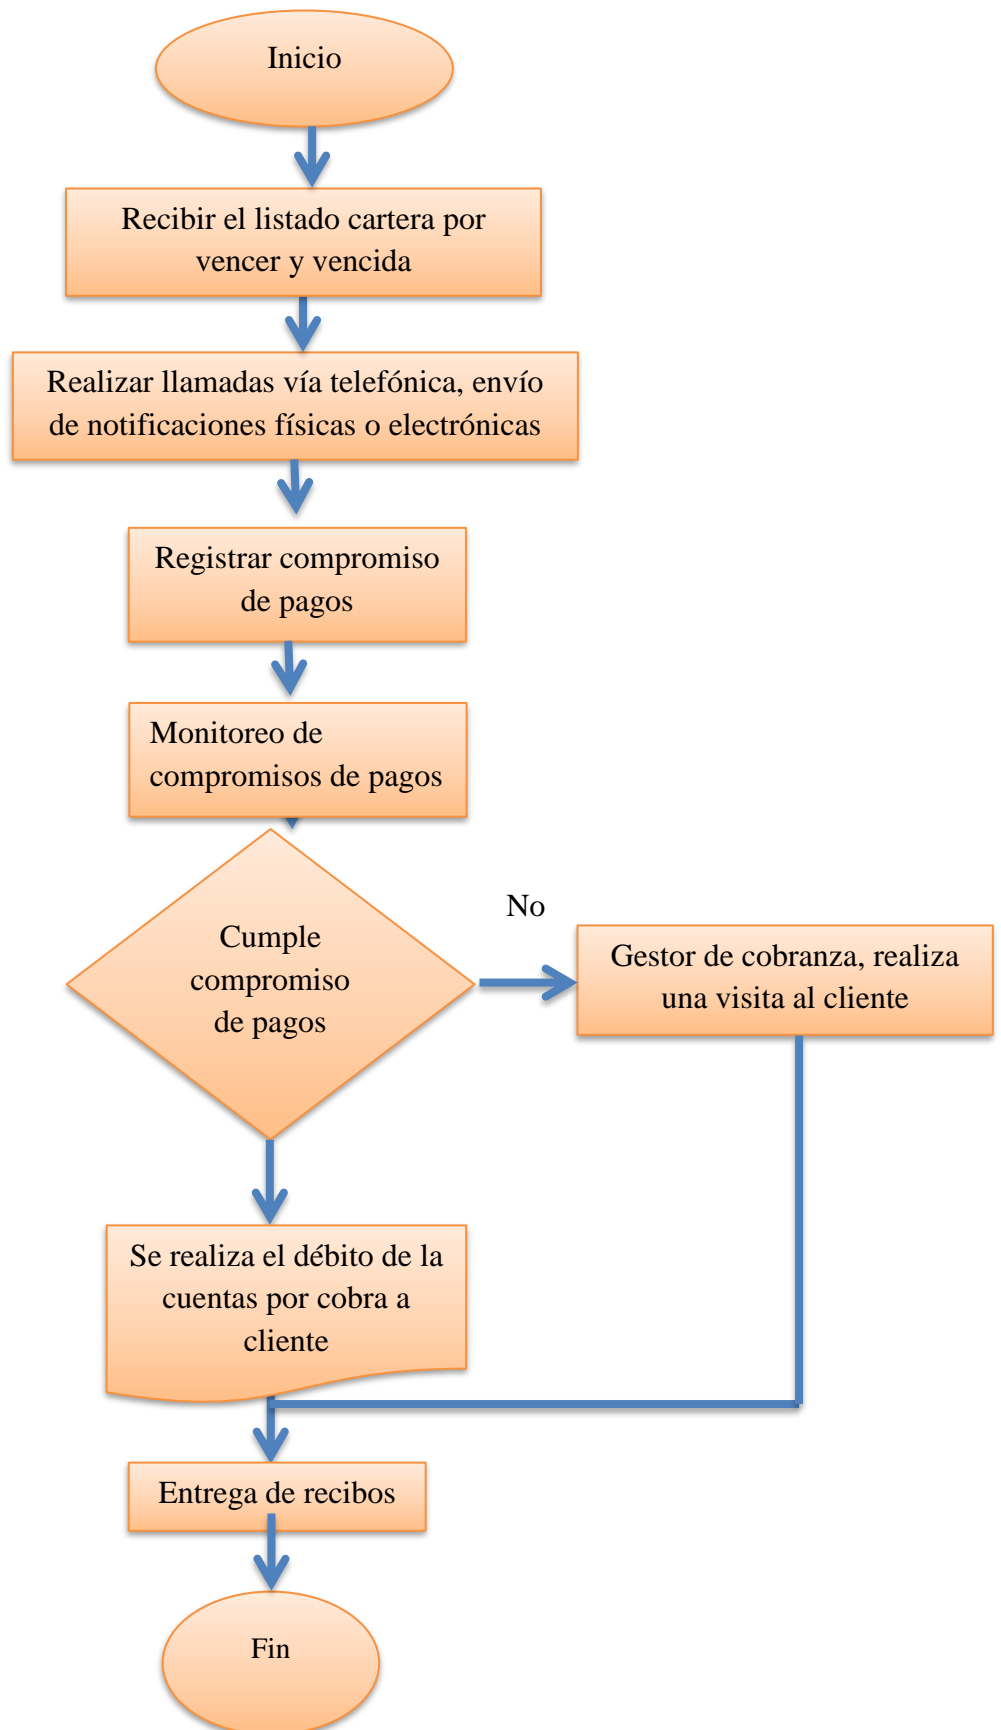 Inicio
Recibir el listado cartera por
vencer y vencida
Realizar llamadas vía telefónica, envío
de notificaciones físicas o electrónicas
Registrar compromiso
de pagos
Monitoreo de
compromisos de pagos
Cumple
compromiso
de pagos
No
Gestor de cobranza, realiza
una visita al cliente
Se realiza el débito de la
cuentas por cobra a
cliente
Entrega de recibos
Fin